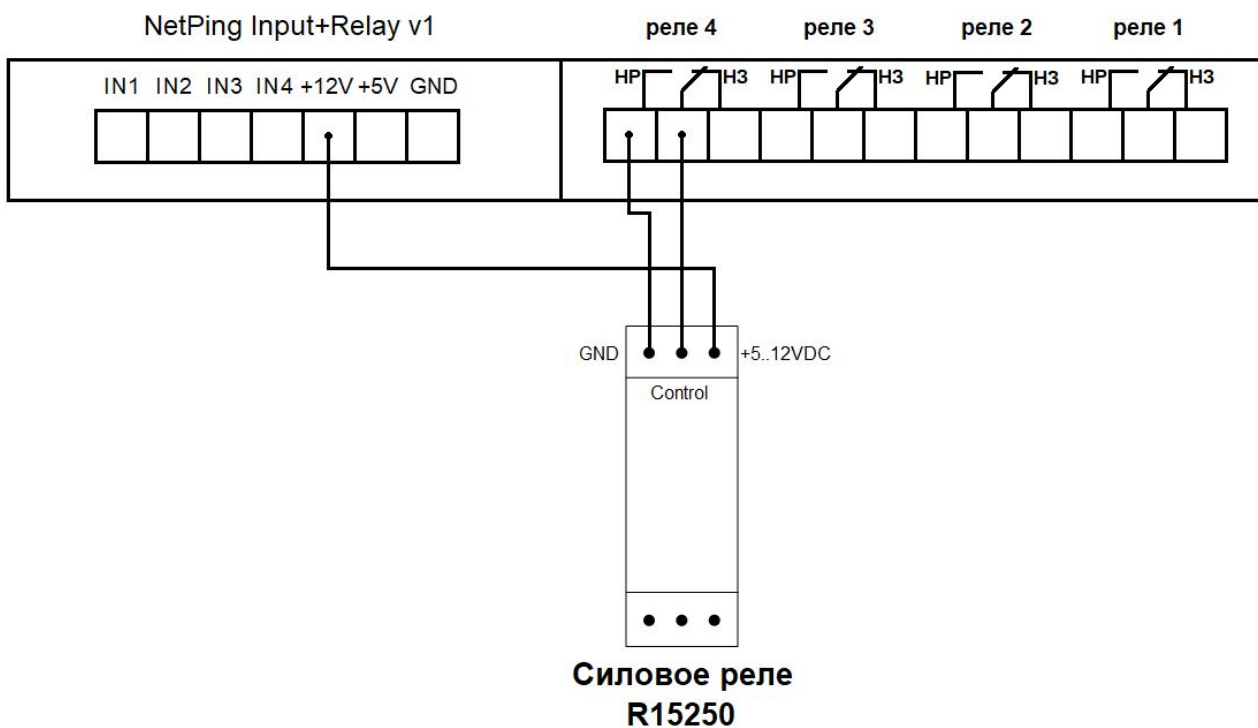 NetPing Input+Relay v1
реле 4 реле 3 реле 2 реле 1
IN1 IN2 IN3 IN4 +12V +5V GND
НР НЗ НР НЗ НР НЗ НР НЗ
GND +5..12VDC
Control
Силовое реле
R15250